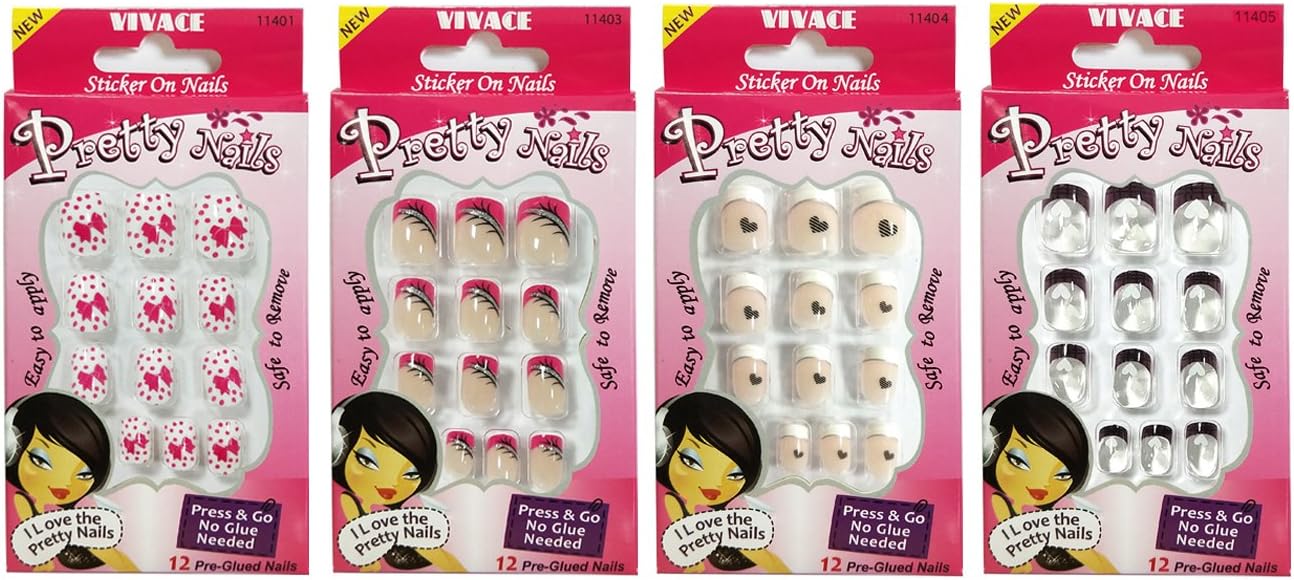 NEW
VIVACE
11401
Sticker On Nails
Pretty Nails
Easy to apply
Safe to Remove
I Love the
Pretty Nails
Press & Go
No Glue
Needed
12 Pre-Glued Nails
NEW
VIVACE
11403
Sticker On Nails
Pretty Nails
Easy to apply
Safe to Remove
I Love the
Pretty Nails
Press & Go
No Glue
Needed
12 Pre-Glued Nails
NEW
VIVACE
11404
Sticker On Nails
Pretty Nails
Easy to apply
Safe to Remove
I Love the
Pretty Nails
Press & Go
No Glue
Needed
12 Pre-Glued Nails
NEW
VIVACE
11405
Sticker On Nails
Pretty Nails
Easy to apply
Safe to Remove
I Love the
Pretty Nails
Press & Go
No Glue
Needed
12 Pre-Glued Nails